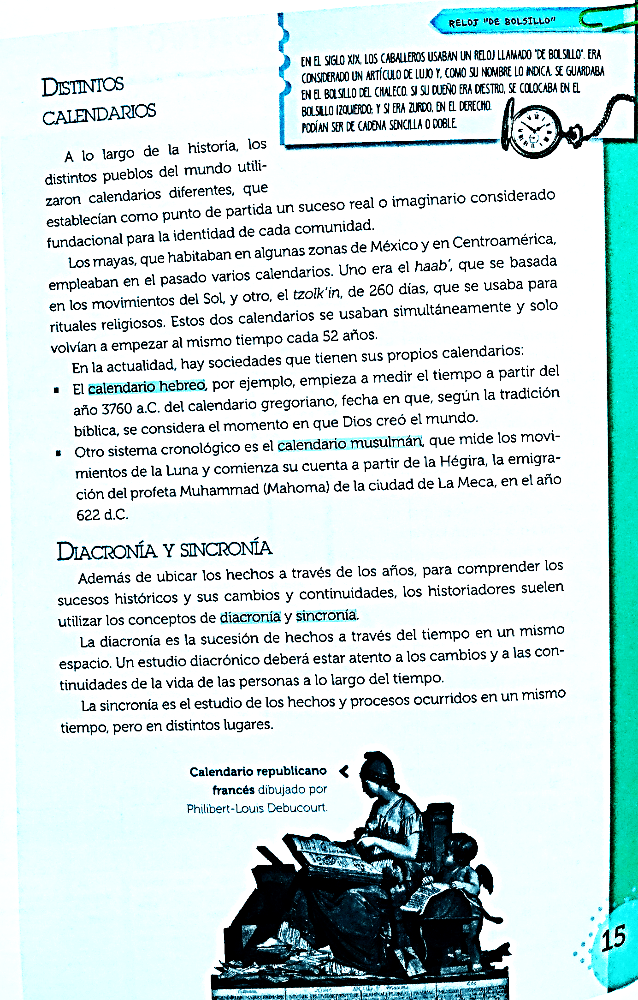 RELOJ "DE BOLSILLO"
EN EL SIGLO XIX, LOS CABALLEROS USABAN UN RELOJ LLAMADO "DE BOLSILLO". ERA
CONSIDERADO UN ARTÍCULO DE LUJO Y, COMO SU NOMBRE LO INDICA, SE GUARDABA
EN EL BOLSILLO DEL CHALECO. SI SU DUEÑO ERA DIESTRO, SE COLOCABA EN EL
BOLSILLO IZQUIERDO; Y SI ERA ZURDO, EN EL DERECHO.
PODÍAN SER DE CADENA SENCILLA O DOBLE.
DISTINTOS
CALENDARIOS
A lo largo de la historia, los
distintos pueblos del mundo utili-
zaron calendarios diferentes, que
establecían como punto de partida un suceso real o imaginario considerado
fundacional para la identidad de cada comunidad.
Los mayas, que habitaban en algunas zonas de México y en Centroamérica,
empleaban en el pasado varios calendarios. Uno era el haab', que se basada
en los movimientos del Sol, y otro, el tzolk'in, de 260 días, que se usaba para
rituales religiosos. Estos dos calendarios se usaban simultáneamente y solo
volvían a empezar al mismo tiempo cada 52 años.
En la actualidad, hay sociedades que tienen sus propios calendarios:
▪ El calendario hebreo, por ejemplo, empieza a medir el tiempo a partir del
año 3760 a.C. del calendario gregoriano, fecha en que, según la tradición
bíblica, se considera el momento en que Dios creó el mundo.
▪ Otro sistema cronológico es el calendario musulmán, que mide los movi-
mientos de la Luna y comienza su cuenta a partir de la Hégira, la emigra-
ción del profeta Muhammad (Mahoma) de la ciudad de La Meca, en el año
622 d.C.
DIACRONÍA Y SINCRONÍA
Además de ubicar los hechos a través de los años, para comprender los
sucesos históricos y sus cambios y continuidades, los historiadores suelen
utilizar los conceptos de diacronía y sincronía.
La diacronía es la sucesión de hechos a través del tiempo en un mismo
espacio. Un estudio diacrónico deberá estar atento a los cambios y a las con-
tinuidades de la vida de las personas a lo largo del tiempo.
La sincronía es el estudio de los hechos y procesos ocurridos en un mismo
tiempo, pero en distintos lugares.
Calendario republicano
francés dibujado por
Philibert-Louis Debucourt.
15